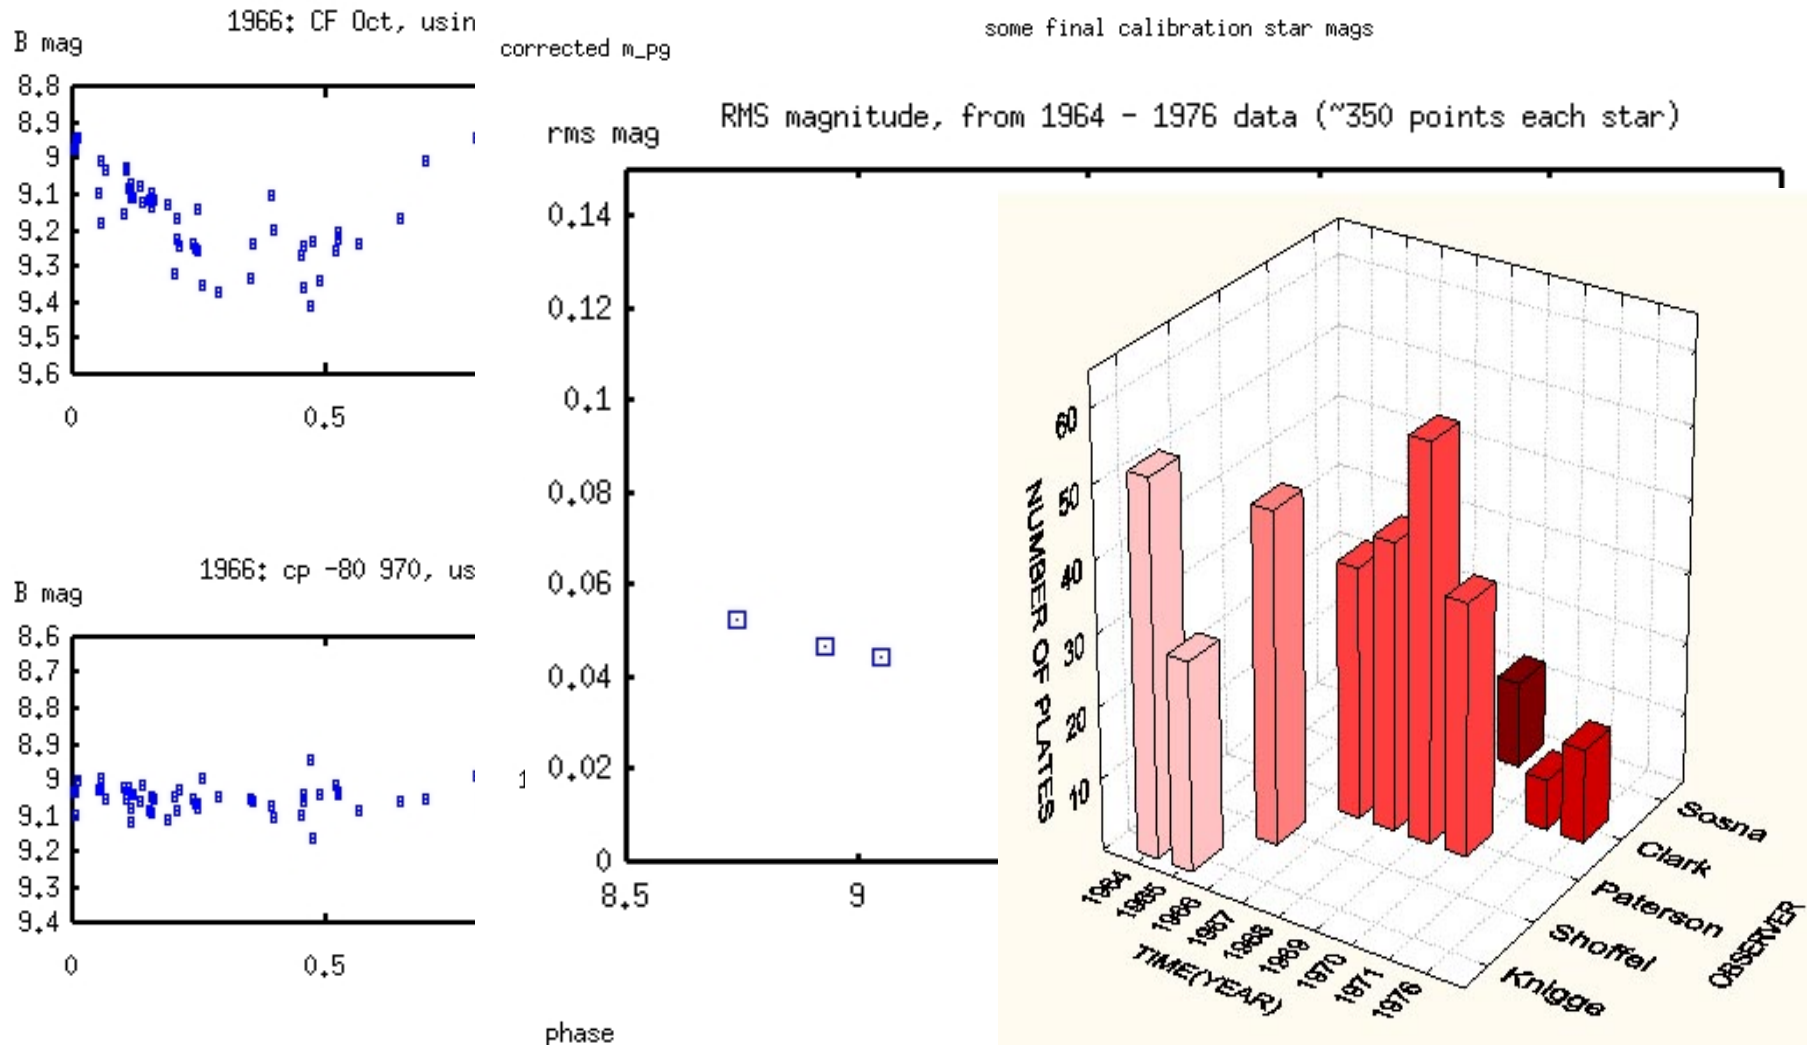 1966: CF Oct, usin
B mag
8.8
8.9
9
9.1
9.2
9.3
9.4
9.5
9.6
0
0.5
1966: cp -80 970, us
B mag
8.6
8.7
8.8
8.9
9
9.1
9.2
9.3
9.4
0
0.5
some final calibration star mags
corrected m_pg
RMS magnitude, from 1964 - 1976 data (~350 points each star)
rms mag
0.14
0.12
0.1
0.08
0.06
0.04
0.02
0
8.5
9
1
phase
NUMBER OF PLATES
60
50
40
30
20
10
1964
1965
1966
1967
1968
1969
1970
1971
1976
TIME(YEAR)
Sosna
Clark
Paterson
Shoffel
Knigge
OBSERVER